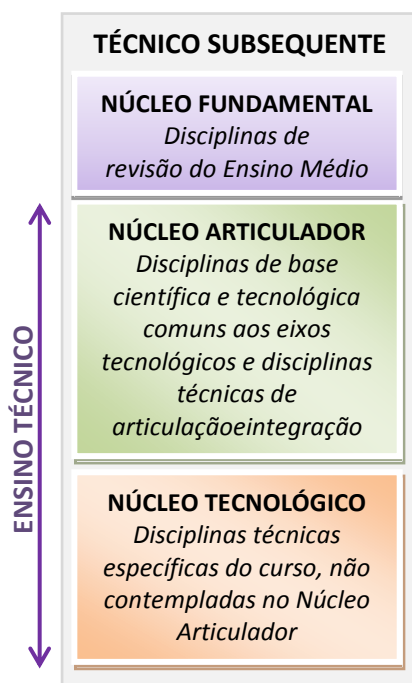 TÉCNICO SUBSEQUENTE
NÚCLEO FUNDAMENTAL
Disciplinas de
revisão do Ensino Médio
ENSINO TÉCNICO
NÚCLEO ARTICULADOR
Disciplinas de base
científica e tecnológica
comuns aos eixos
tecnológicos e disciplinas
técnicas de
articulaçãoeintegração
NÚCLEO TECNOLÓGICO
Disciplinas técnicas
específicas do curso, não
contempladas no Núcleo
Articulador